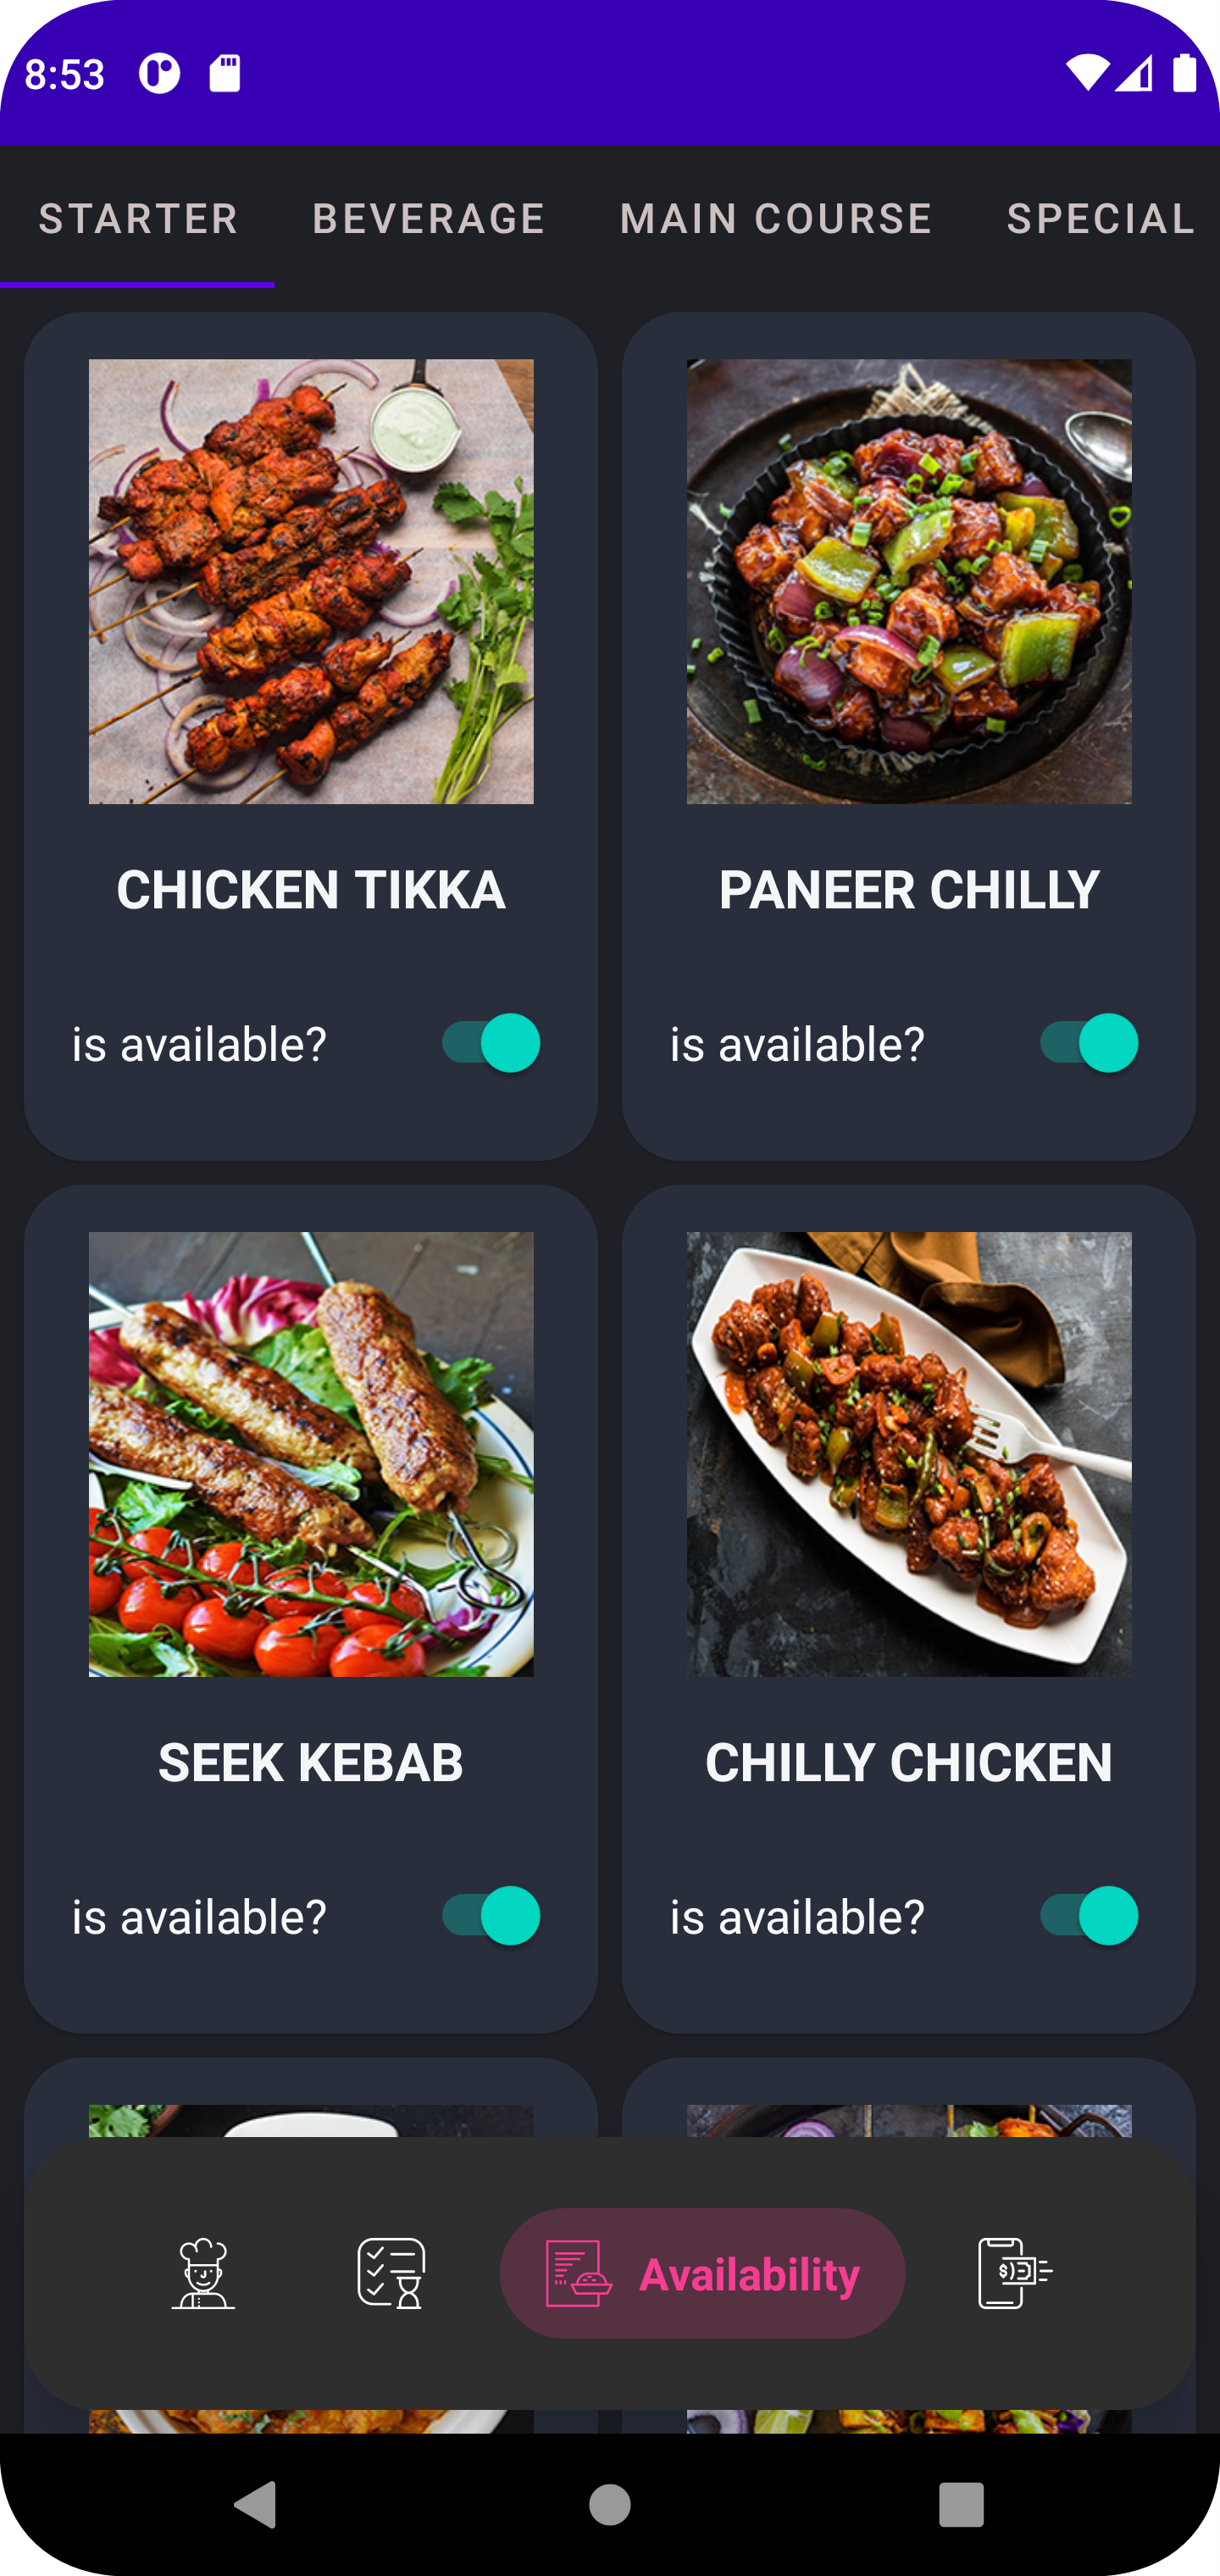 8:53
STARTER BEVERAGE MAIN COURSE SPECIAL
CHICKEN TIKKA PANEER CHILLY
is available? is available?
SEEK KEBAB CHILLY CHICKEN
is available? is available?
Availability